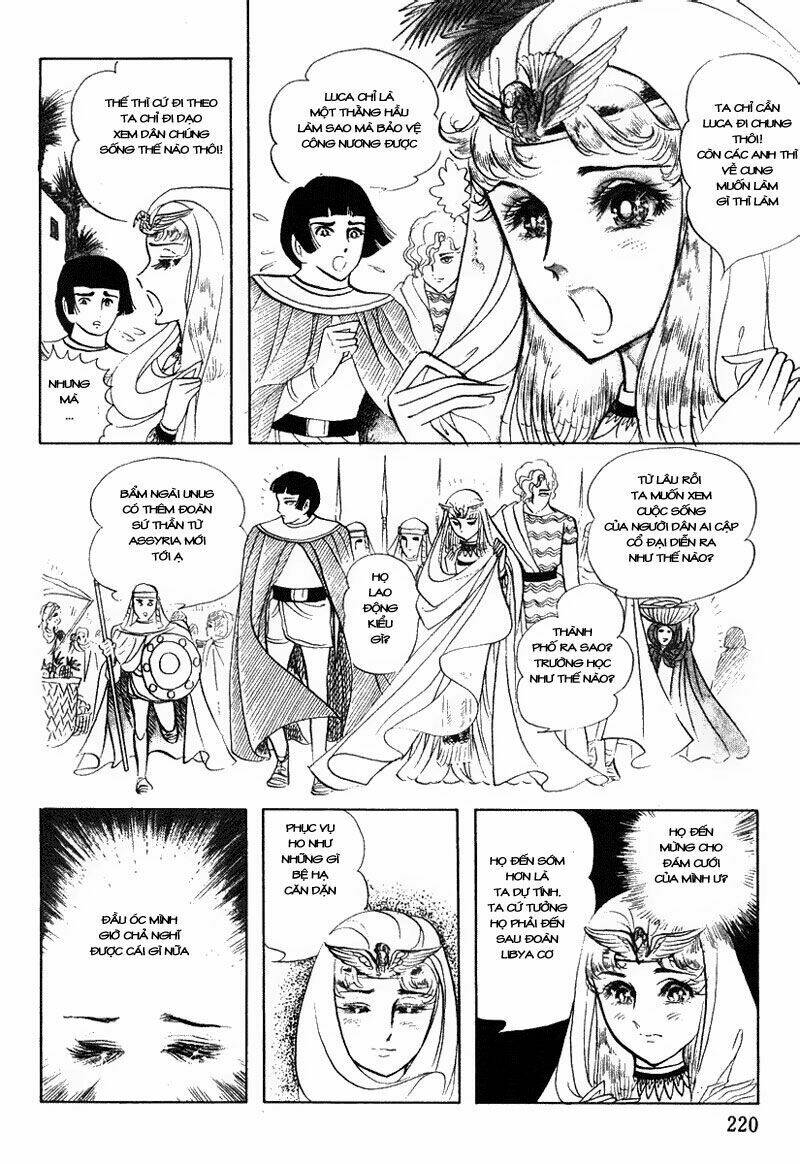 TA CHỈ CẦN
LUCA ĐI CHUNG
THÔI!
CÒN CÁC ANH THÌ
VỀ CUNG
MUỐN LÀM
GÌ THÌ LÀM
LUCA CHỈ LÀ
MỘT THẰNG HẦU
LÀM SAO MÀ BẢO VỆ
CÔNG NƯƠNG ĐƯỢC
THẾ THÌ CỨ ĐI THEO
TA CHỈ ĐI DẠO
XEM DÂN CHÚNG
SỐNG THẾ NÀO THÔI!
NHƯNG
MÀ
...
TỪ LÂU RỒI
TA MUỐN XEM
CUỘC SỐNG
CỦA NGƯỜI DÂN AI CẬP
CỔ ĐẠI DIỄN RA
NHƯ THẾ NÀO?
THÀNH
PHỐ RA SAO?
TRƯỜNG HỌC
NHƯ THẾ NÀO?
HỌ
LAO
ĐỘNG
KIỂU
GÌ?
BẨM NGÀI UNUS
CÓ THÊM ĐOÀN
SỨ THẦN TỪ
ASSYRIA MỚI
TỚI Ạ
HỌ ĐẾN
MỪNG CHO
ĐÁM CƯỚI
CỦA MÌNH Ư?
HỌ ĐẾN SỚM
HƠN LÀ
TA DỰ TÍNH.
TA CỨ TƯỞNG
HỌ PHẢI ĐẾN
SAU ĐOÀN
LIBYA CƠ
PHỤC VỤ
HO NHƯ
NHỮNG GÌ
BỆ HẠ
CĂN DẶN
ĐẦU ÓC MÌNH
GIỜ CHẢ NGHĨ
ĐƯỢC CÁI GÌ NỮA
220